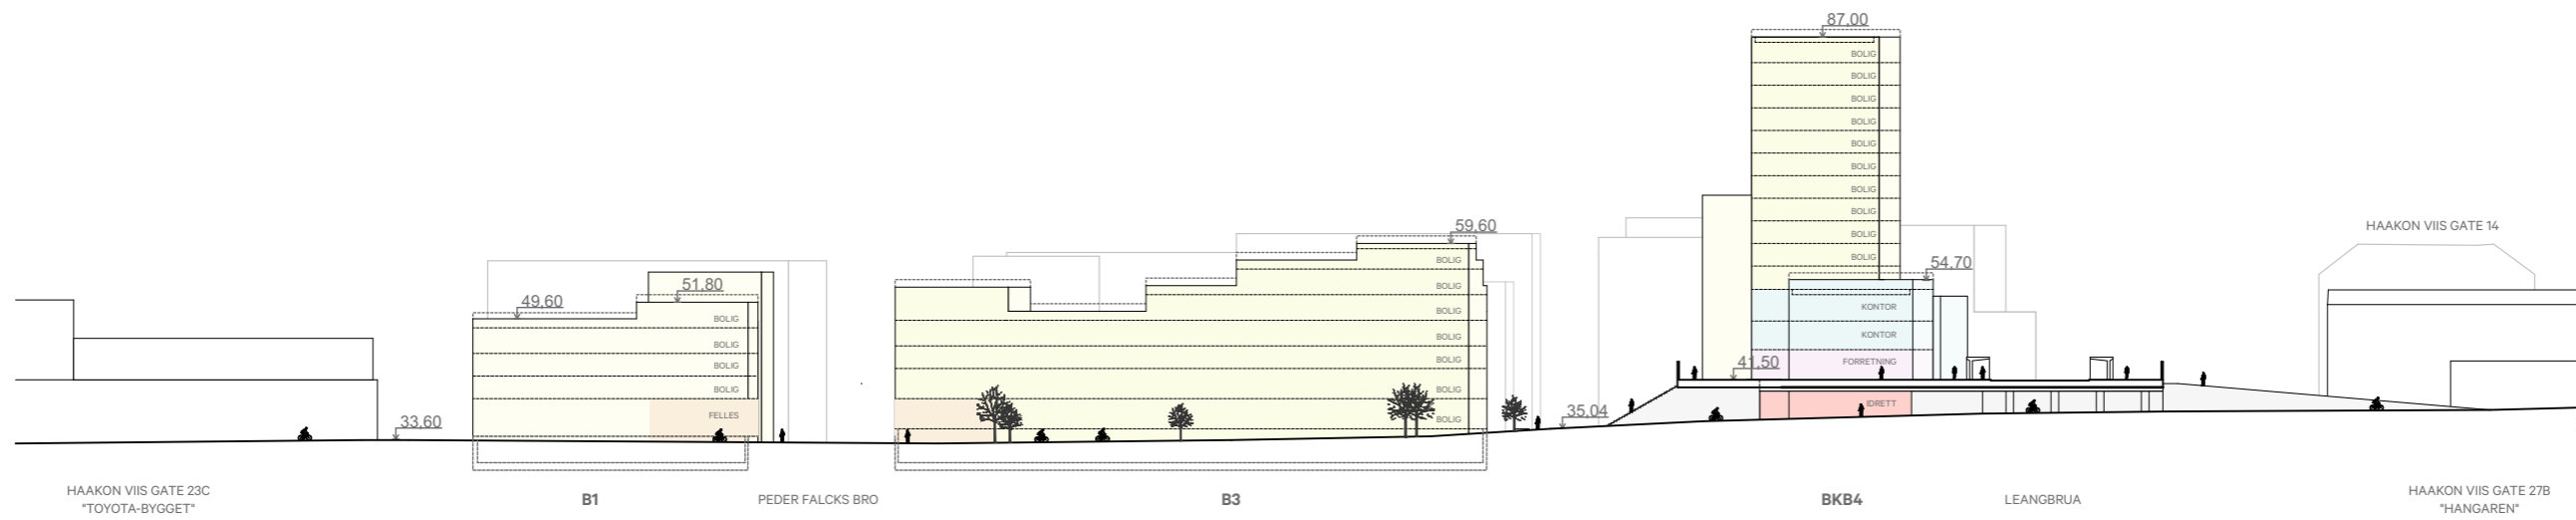 87,00
BOLIG
BOLIG
BOLIG
BOLIG
BOLIG
BOLIG
BOLIG
BOLIG
BOLIG
BOLIG
54,70
KONTOR
KONTOR
FORRETNING
41,50
IDRETT
HAAKON VIIS GATE 14
59,60
BOLIG
BOLIG
BOLIG
BOLIG
BOLIG
BOLIG
BOLIG
35,04
51,80
49,60
BOLIG
BOLIG
BOLIG
BOLIG
FELLES
33,60
HAAKON VIIS GATE 23C
"TOYOTA-BYGGET"
B1
PEDER FALCKS BRO
B3
BKB4
LEANGBRUA
HAAKON VIIS GATE 27B
"HANGAREN"